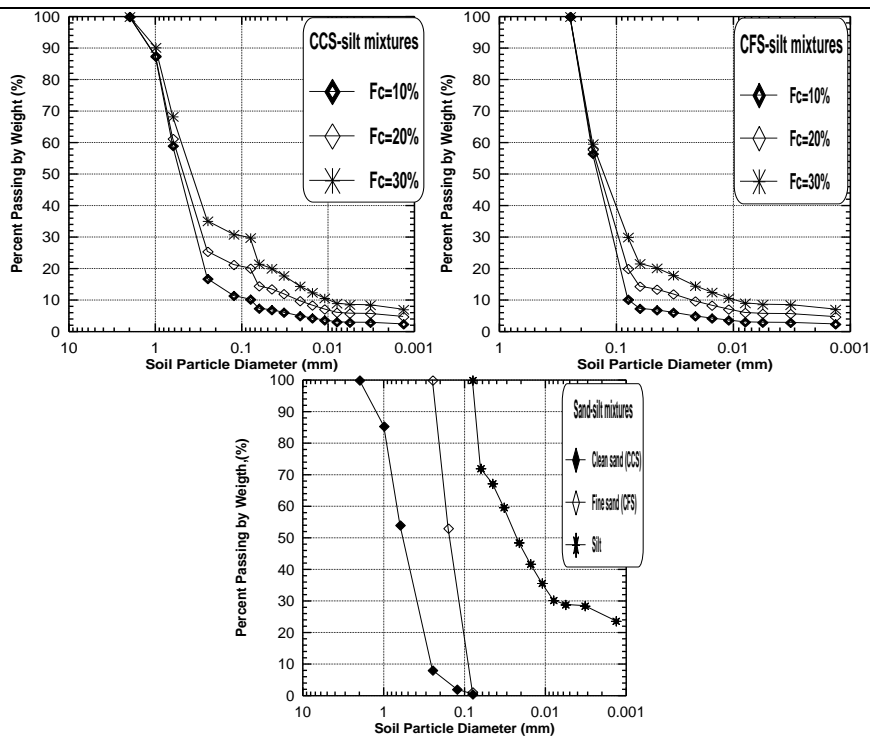 CCS-silt mixtures
Fc=10%
Fc=20%
Fc=30%
Percent Passing by Weight (%)
100
90
80
70
60
50
40
30
20
10
0
10
1
0.1
0.01
0.001
Soil Particle Diameter (mm)
CFS-silt mixtures
Fc=10%
Fc=20%
Fc=30%
Percent Passing by Weight (%)
100
90
80
70
60
50
40
30
20
10
0
1
0.1
0.01
0.001
Soil Particle Diameter (mm)
Sand-silt mixtures
Clean sand (CCS)
Fine sand (CFS)
Silt
Percent Passing by Weigth,(%)
100
90
80
70
60
50
40
30
20
10
0
10
1
0.1
0.01
0.001
Soil Particle Diameter (mm)